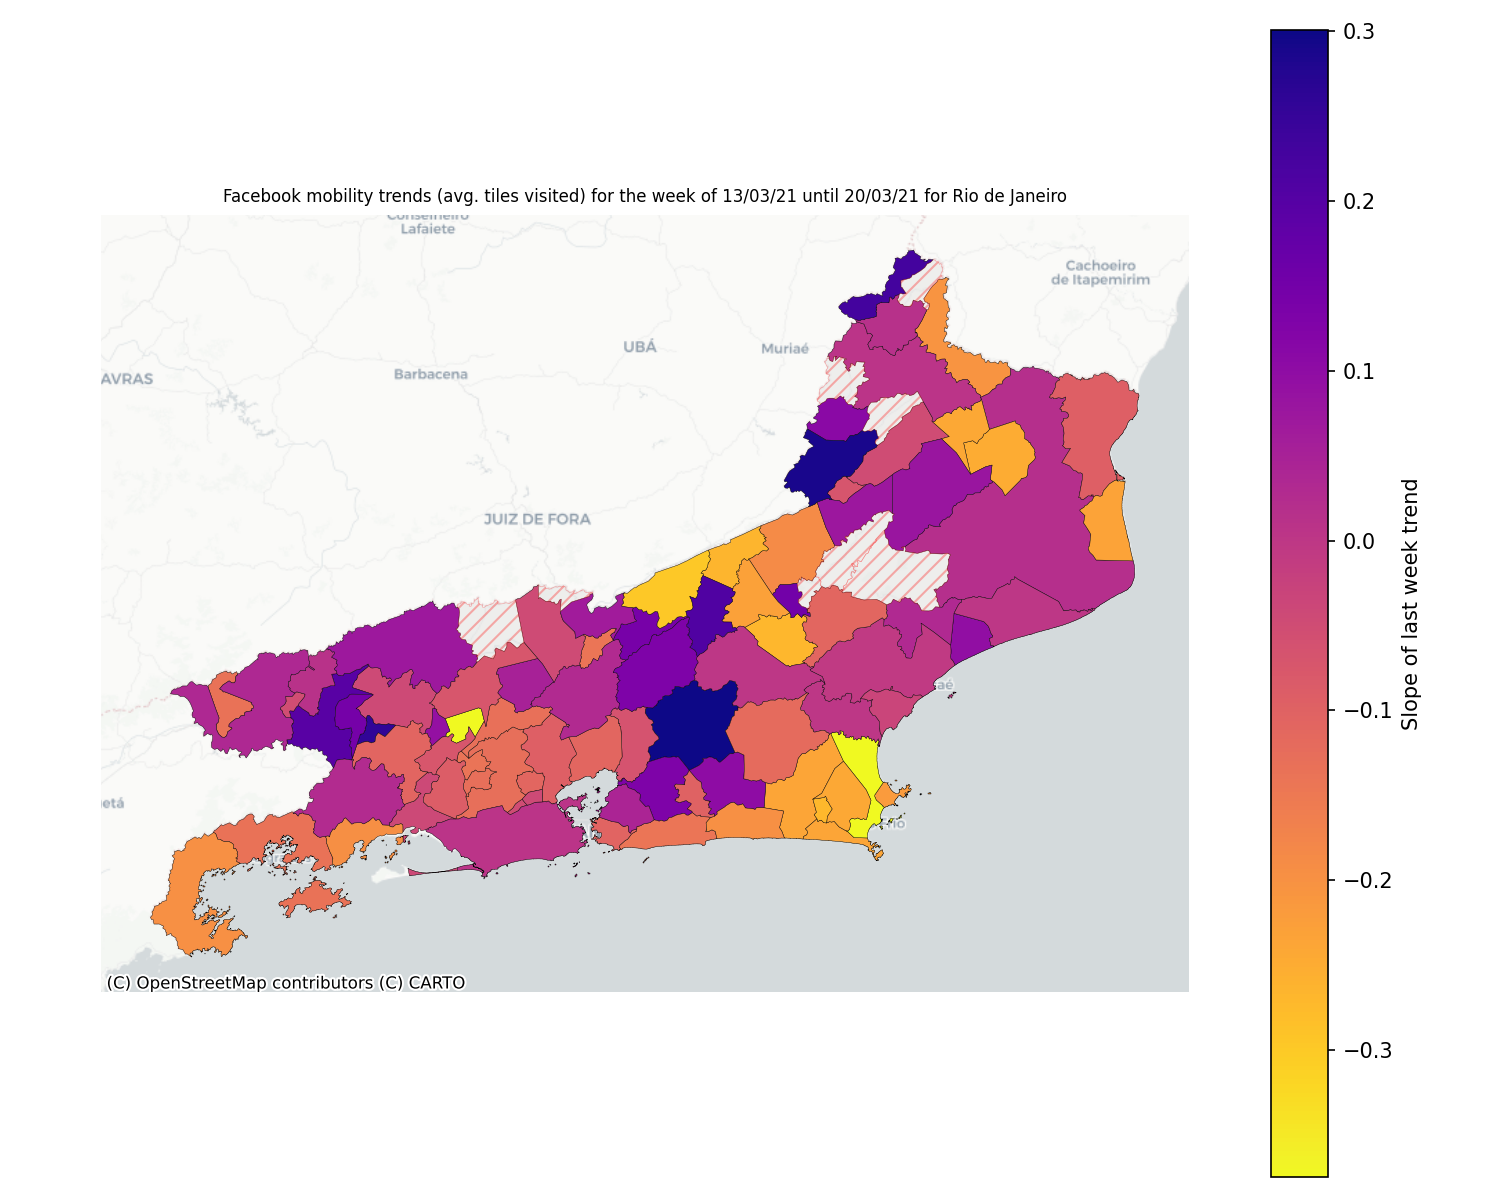 Facebook mobility trends (avg. tiles visited) for the week of 13/03/21 until 20/03/21 for Rio de Janeiro
Conselheiro
Lafaiete
Cachoeiro
de Itapemirim
UBÁ
Muriaé
AVRAS
Barbacena
JUIZ DE FORA
aé
etá
Rio
(C) OpenStreetMap contributors (C) CARTO
0.3
0.2
0.1
0.0
−0.1
−0.2
−0.3
Slope of last week trend